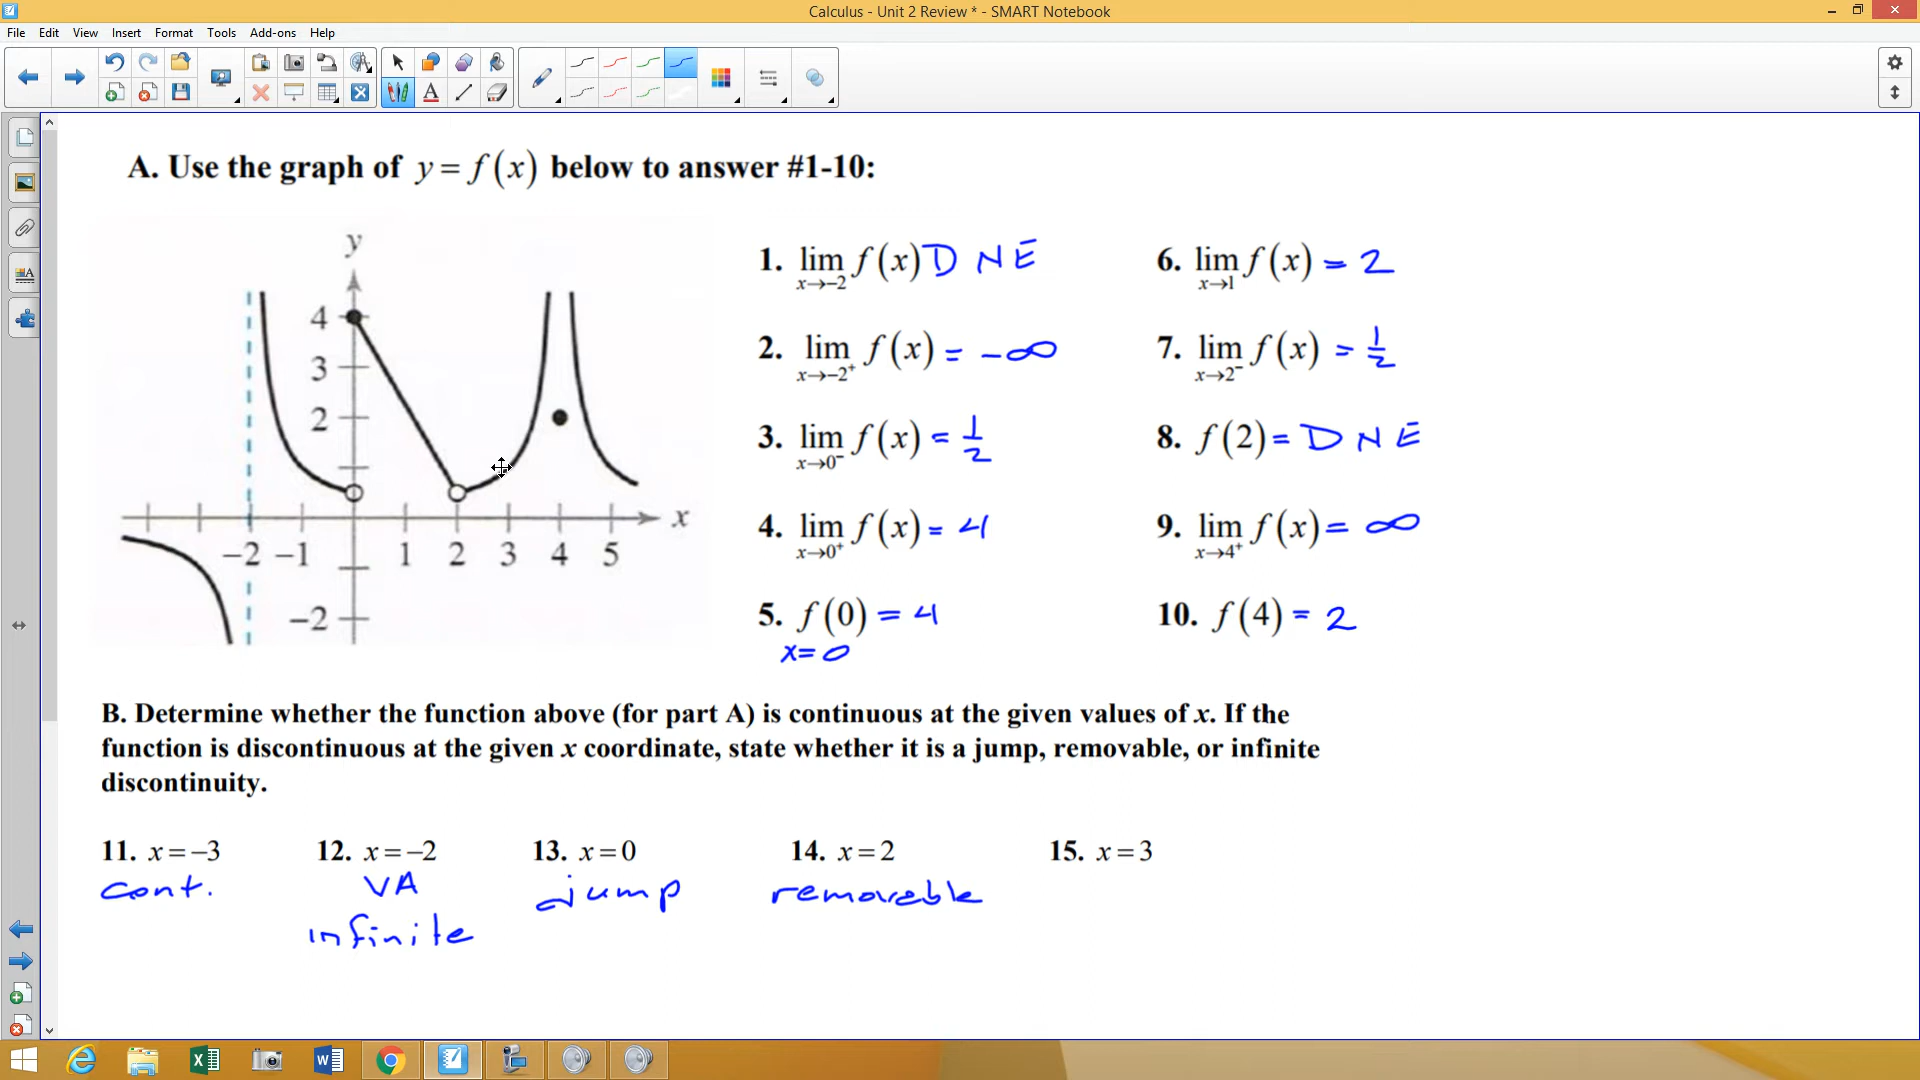 Calculus - Unit 2 Review * - SMART Notebook
File Edit View Insert Format Tools Add-ons Help
A. Use the graph of y = f(x) below to answer #1-10:
y
4
3
2
-2 -1 1 2 3 4 5
x
-2
1. lim x→-2 f(x) DNE
2. lim x→-2⁺ f(x) = -∞
3. lim x→0⁻ f(x) = 1/2
4. lim x→0⁺ f(x) = 4
5. f(0) = 4
x = 0
6. lim x→1 f(x) = 2
7. lim x→2⁻ f(x) = 1/2
8. f(2) = DNE
9. lim x→4⁺ f(x) = ∞
10. f(4) = 2
B. Determine whether the function above (for part A) is continuous at the given values of x. If the
function is discontinuous at the given x coordinate, state whether it is a jump, removable, or infinite
discontinuity.
11. x = -3 12. x = -2 13. x = 0 14. x = 2 15. x = 3
cont. VA jump removable
infinite